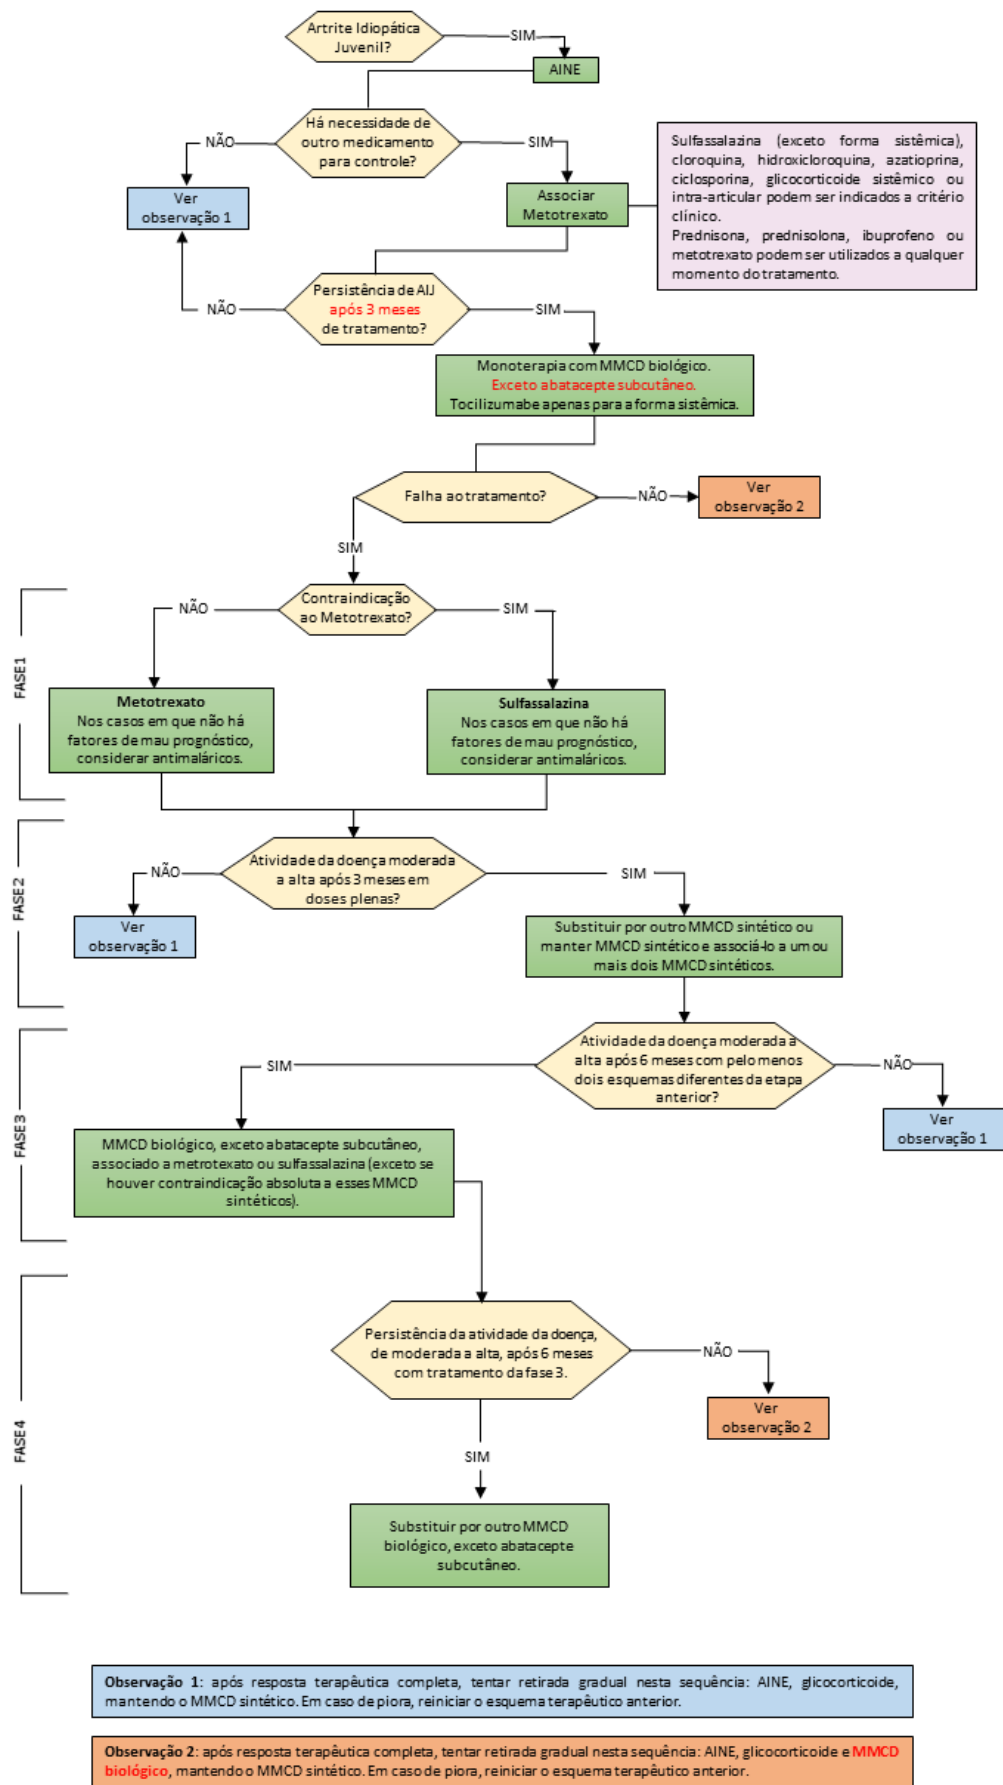 Artrite Idiopática
Juvenil?
SIM
AINE
Há necessidade de
outro medicamento
para controle?
NÃO
SIM
Ver
observação 1
Associar
Metotrexato
Sulfassalazina (exceto forma sistêmica),
cloroquina, hidroxicloroquina, azatioprina,
ciclosporina, glicocorticoide sistêmico ou
intra-articular podem ser indicados a critério
clínico.
Prednisona, prednisolona, ibuprofeno ou
metotrexato podem ser utilizados a qualquer
momento do tratamento.
Persistência de AIJ
após 3 meses
de tratamento?
NÃO
SIM
Monoterapia com MMCD biológico.
Exceto abatacepte subcutâneo.
Tocilizumabe apenas para a forma sistêmica.
Falha ao tratamento?
NÃO
Ver
observação 2
SIM
FASE1
Contraindicação
ao Metotrexato?
NÃO
SIM
Metotrexato
Nos casos em que não há
fatores de mau prognóstico,
considerar antimaláricos.
Sulfassalazina
Nos casos em que não há
fatores de mau prognóstico,
considerar antimaláricos.
FASE2
Atividade da doença moderada
a alta após 3 meses em
doses plenas?
NÃO
SIM
Ver
observação 1
Substituir por outro MMCD sintético ou
manter MMCD sintético e associá-lo a um ou
mais dois MMCD sintéticos.
FASE3
Atividade da doença moderada a
alta após 6 meses com pelo menos
dois esquemas diferentes da etapa
anterior?
SIM
NÃO
Ver
observação 1
MMCD biológico, exceto abatacepte subcutâneo,
associado a metrotexato ou sulfassalazina (exceto se
houver contraindicação absoluta a esses MMCD
sintéticos).
FASE4
Persistência da atividade da doença,
de moderada a alta, após 6 meses
com tratamento da fase 3.
NÃO
Ver
observação 2
SIM
Substituir por outro MMCD
biológico, exceto abatacepte
subcutâneo.
Observação 1: após resposta terapêutica completa, tentar retirada gradual nesta sequência: AINE, glicocorticoide,
mantendo o MMCD sintético. Em caso de piora, reiniciar o esquema terapêutico anterior.
Observação 2: após resposta terapêutica completa, tentar retirada gradual nesta sequência: AINE, glicocorticoide e MMCD
biológico, mantendo o MMCD sintético. Em caso de piora, reiniciar o esquema terapêutico anterior.